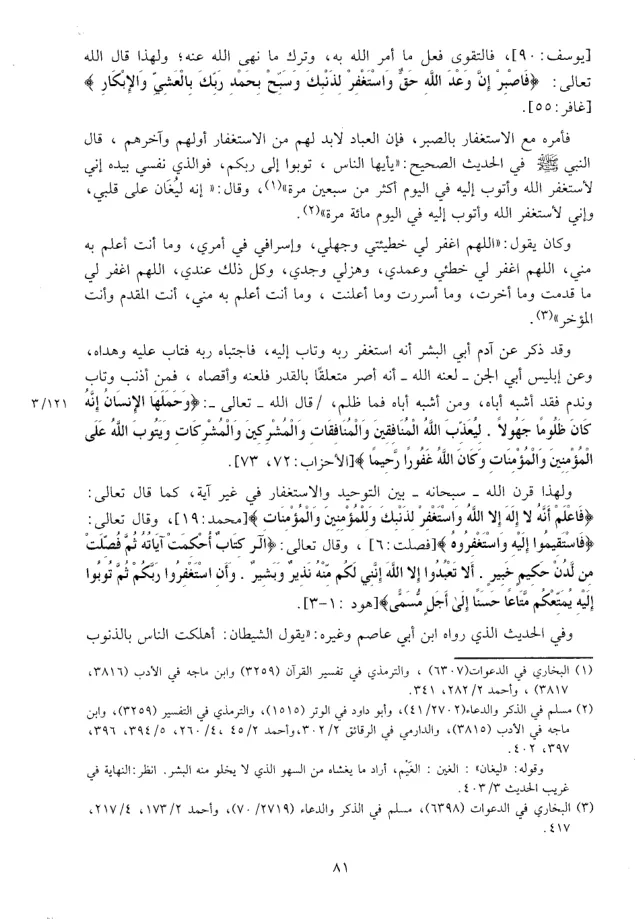 [يوسف: ٩٠]، فالتقوى فعل ما أمر الله به، وترك ما نهى الله عنه؛ ولهذا قال الله
تعالى: ﴿فَاصْبِرْ إِنَّ وَعْدَ اللَّهِ حَقٌّ وَاسْتَغْفِرْ لِذَنبِكَ وَسَبِّحْ بِحَمْدِ رَبِّكَ بِالْعَشِيِّ وَالإِبْكَارِ﴾
[غافر: ٥٥].
فأمره مع الاستغفار بالصبر، فإن العباد لابد لهم من الاستغفار أولهم وآخرهم ، قال
النبي ﷺ في الحديث الصحيح: «يأيها الناس ، توبوا إلى ربكم، فوالذي نفسي بيده إني
لأستغفر الله وأتوب إليه في اليوم أكثر من سبعين مرة»(١)، وقال: « إنه ليُغَان على قلبي،
وإني لأستغفر الله وأتوب إليه في اليوم مائة مرة»(٢).
وكان يقول: «اللهم اغفر لي خطيئتي وجهلي، وإسرافي في أمري، وما أنت أعلم به
مني، اللهم اغفر لي خطئي وعمدي، وهزلي وجدي، وكل ذلك عندي، اللهم اغفر لي
ما قدمت وما أخرت، وما أسررت وما أعلنت ، وما أنت أعلم به مني، أنت المقدم وأنت
المؤخر»(٣).
وقد ذكر عن آدم أبي البشر أنه استغفر ربه وتاب إليه، فاجتباه ربه فتاب عليه وهداه،
وعن إبليس أبي الجن ـ لعنه الله ـ أنه أصر متعلقًا بالقدر فلعنه وأقصاه ، فمن أذنب وتاب
وندم فقد أشبه أباه، ومن أشبه أباه فما ظلم، /قال الله ـ تعالى ـ: ﴿وَحَمَلَهَا الإِنسَانُ إِنَّهُ ٣/١٢١
كَانَ ظَلُومًا جَهُولاً . لِيُعَذِّبَ اللَّهُ الْمُنَافِقِينَ وَالْمُنَافِقَاتِ وَالْمُشْرِكِينَ وَالْمُشْرِكَاتِ وَيَتُوبَ اللَّهُ عَلَى
الْمُؤْمِنِينَ وَالْمُؤْمِنَاتِ وَكَانَ اللَّهُ غَفُورًا رَّحِيمًا﴾[الأحزاب: ٧٢، ٧٣].
ولهذا قرن الله ـ سبحانه ـ بين التوحيد والاستغفار في غير آية، كما قال تعالى:
﴿فَاعْلَمْ أَنَّهُ لا إِلَهَ إِلا اللَّهُ وَاسْتَغْفِرْ لِذَنبِكَ وَلِلْمُؤْمِنِينَ وَالْمُؤْمِنَاتِ﴾[محمد: ١٩]، وقال تعالى:
﴿فَاسْتَقِيمُوا إِلَيْهِ وَاسْتَغْفِرُوهُ﴾[فصلت: ٦] ، وقال تعالى: ﴿الٓر كِتَابٌ أُحْكِمَتْ آيَاتُهُ ثُمَّ فُصِّلَتْ
مِن لَّدُنْ حَكِيمٍ خَبِيرٍ . أَلا تَعْبُدُوا إِلا اللَّهَ إِنَّنِي لَكُم مِّنْهُ نَذِيرٌ وَبَشِيرٌ . وَأَنِ اسْتَغْفِرُوا رَبَّكُمْ ثُمَّ تُوبُوا
إِلَيْهِ يُمَتِّعْكُم مَّتَاعًا حَسَنًا إِلَىٰ أَجَلٍ مُّسَمًّى﴾[هود : ١-٣].
وفي الحديث الذي رواه ابن أبي عاصم وغيره: «يقول الشيطان: أهلكت الناس بالذنوب
(١) البخاري في الدعوات(٦٣٠٧) ، والترمذي في تفسير القرآن (٣٢٥٩) وابن ماجه في الأدب (٣٨١٦،
٣٨١٧) ، وأحمد ٢٨٢/٢، ٣٤١.
(٢) مسلم في الذكر والدعاء(٤١/٢٧٠٢)، وأبو داود في الوتر (١٥١٥)، والترمذي في التفسير (٣٢٥٩)، وابن
ماجه في الأدب (٣٨١٥)، والدارمي في الرقائق ٣٠٢/٢،وأحمد ٤٥/٢، ٢٦٠/٤، ٣٩٤/٥، ٣٩٦،
٣٩٧، ٤٠٢.
وقوله: «ليغان» : الغين : الغَيْم، أراد ما يغشاه من السهو الذي لا يخلو منه البشر. انظر: النهاية في
غريب الحديث ٤٠٣/٣.
(٣) البخاري في الدعوات (٦٣٩٨)، مسلم في الذكر والدعاء (٧٠/٢٧١٩)، وأحمد ١٧٣/٢، ٢١٧/٤،
٤١٧.
٨١